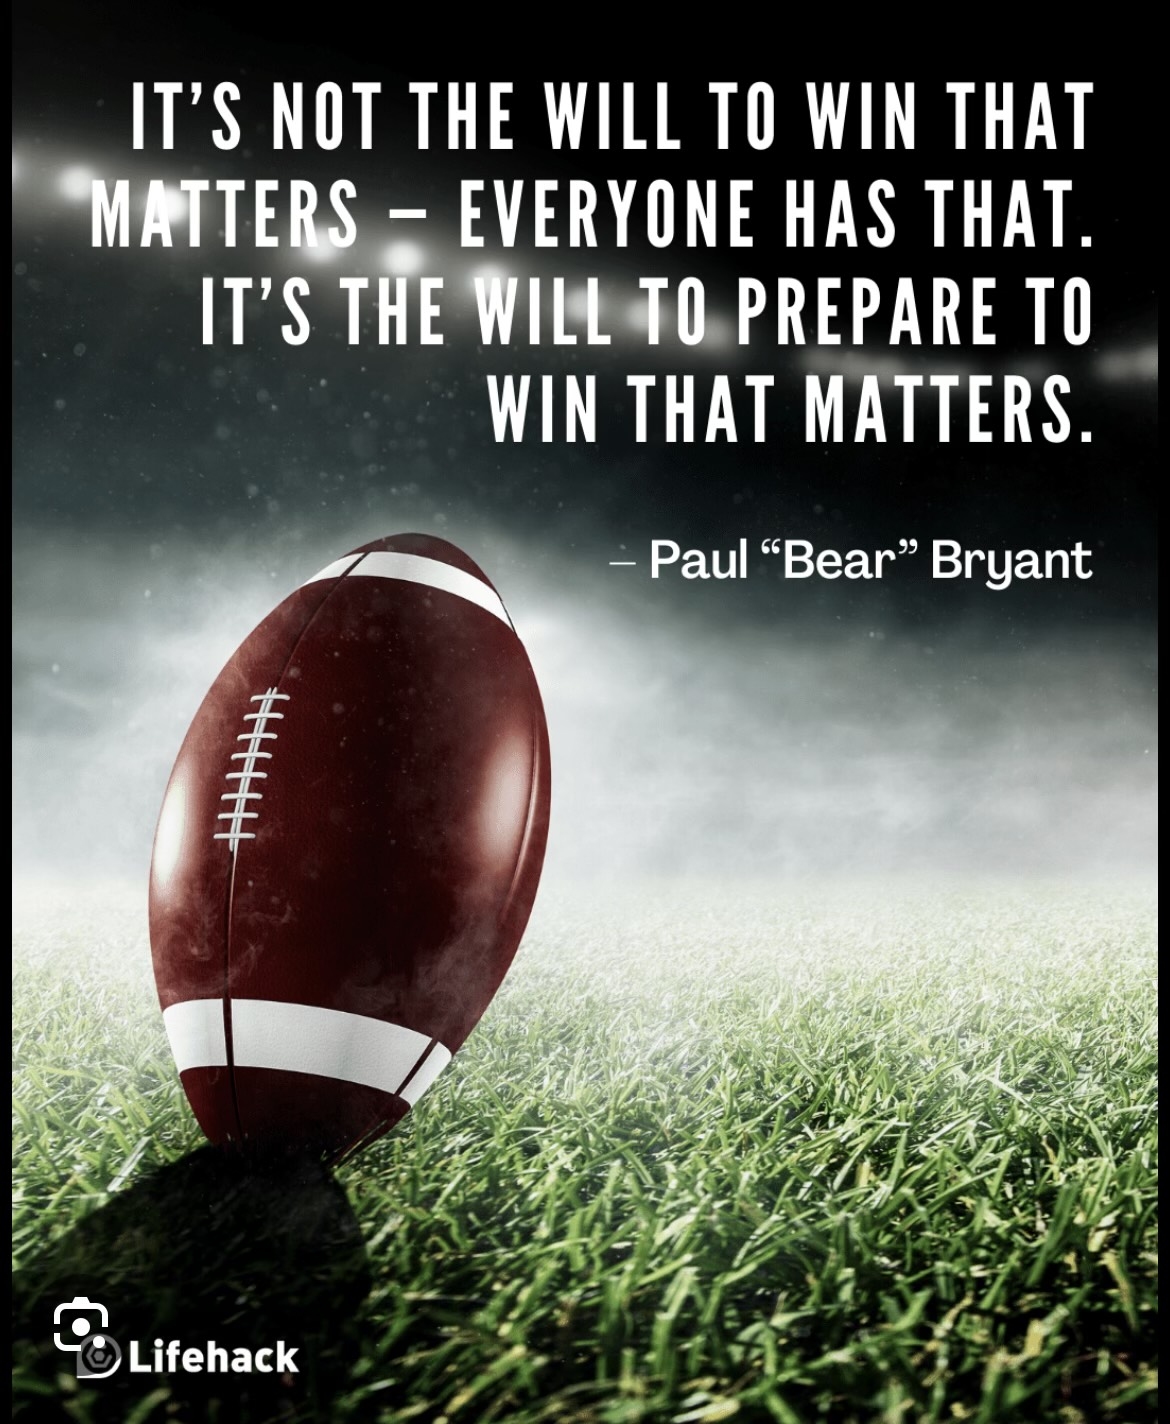 IT’S NOT THE WILL TO WIN THAT
MATTERS – EVERYONE HAS THAT.
IT’S THE WILL TO PREPARE TO
WIN THAT MATTERS.
– Paul “Bear” Bryant
Lifehack